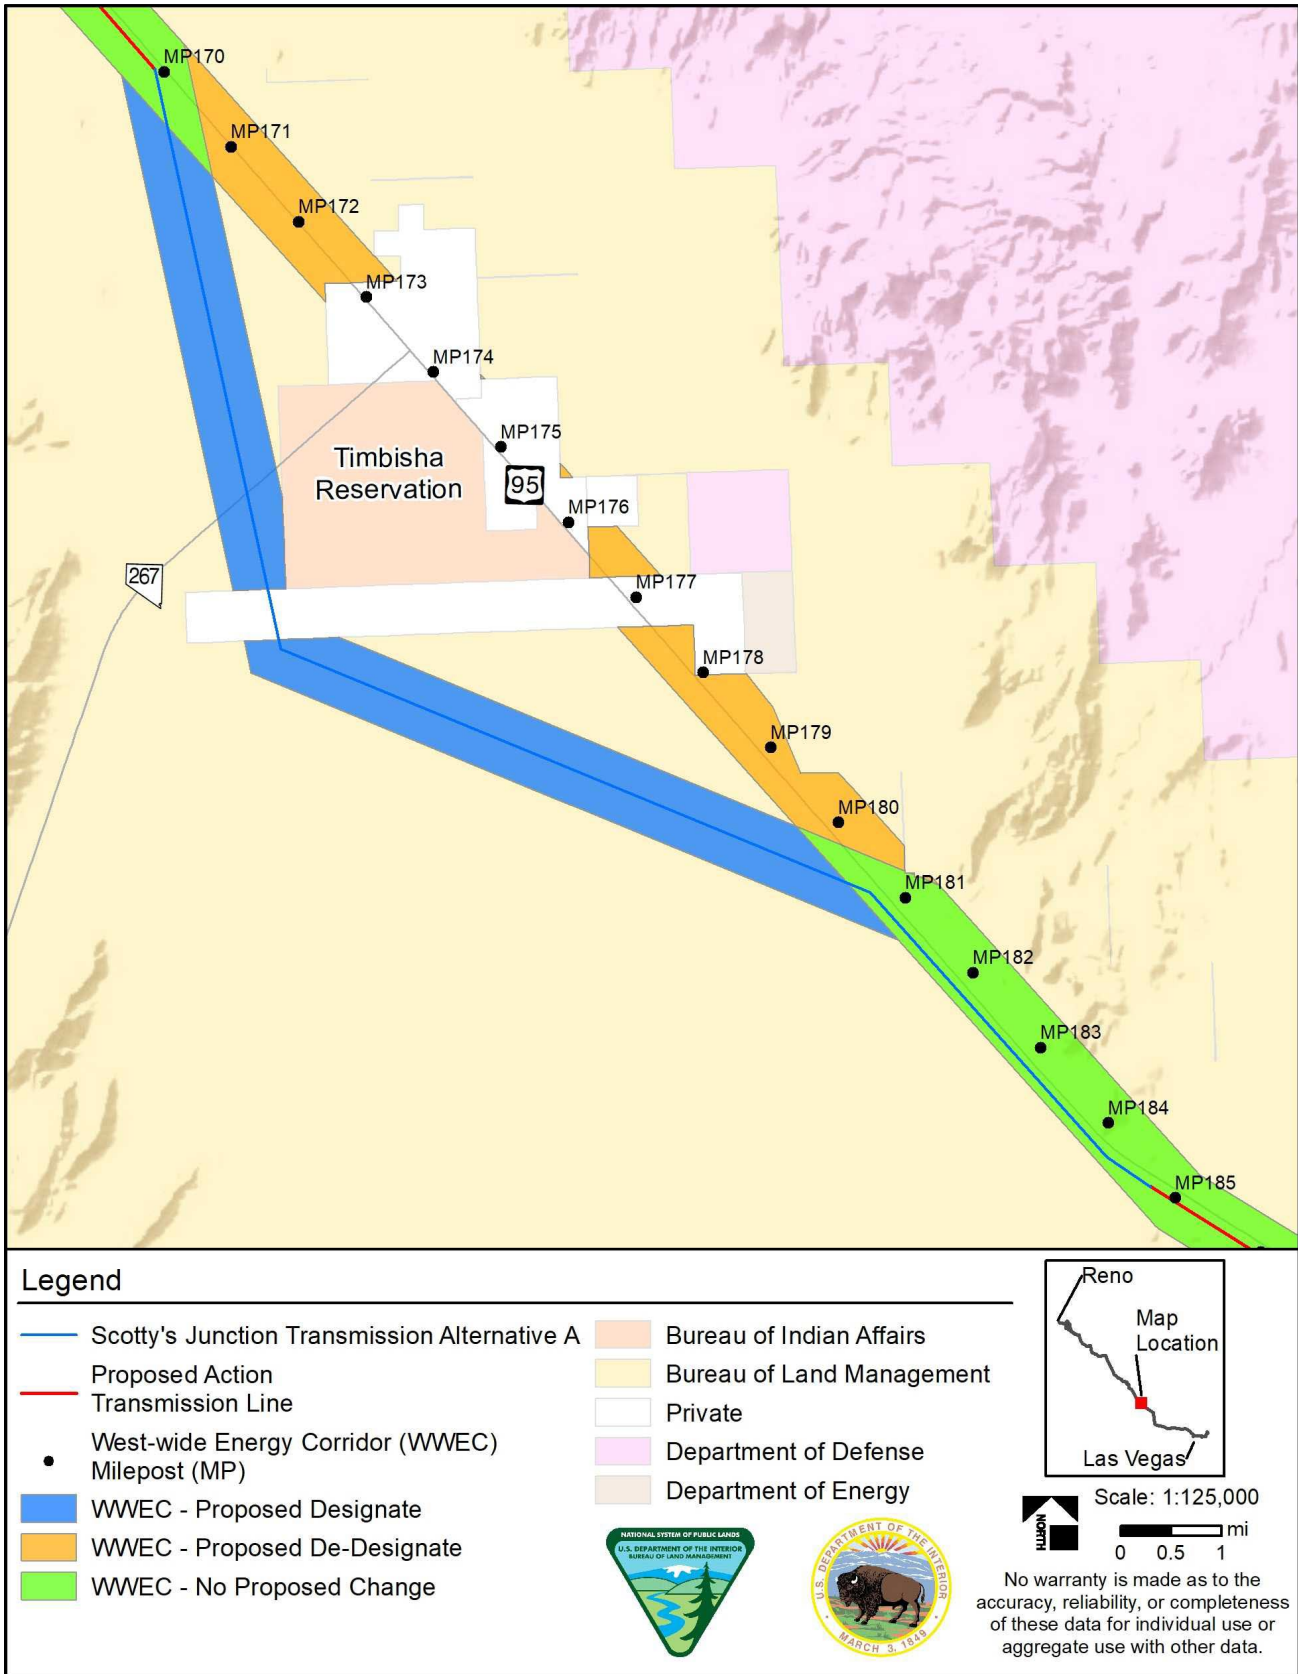 MP170
MP171
MP172
MP173
MP174
MP175
Timbisha
Reservation
95
MP176
267
MP177
MP178
MP179
MP180
MP181
MP182
MP183
MP184
MP185
Legend
Scotty's Junction Transmission Alternative A
Proposed Action
Transmission Line
West-wide Energy Corridor (WWEC)
Milepost (MP)
WWEC - Proposed Designate
WWEC - Proposed De-Designate
WWEC - No Proposed Change
Bureau of Indian Affairs
Bureau of Land Management
Private
Department of Defense
Department of Energy
NATIONAL SYSTEM OF PUBLIC LANDS
U.S. DEPARTMENT OF THE INTERIOR
BUREAU OF LAND MANAGEMENT
U.S. DEPARTMENT OF THE INTERIOR
MARCH 3, 1849
Reno
Map
Location
Las Vegas
NORTH
Scale: 1:125,000
mi
0 0.5 1
No warranty is made as to the
accuracy, reliability, or completeness
of these data for individual use or
aggregate use with other data.